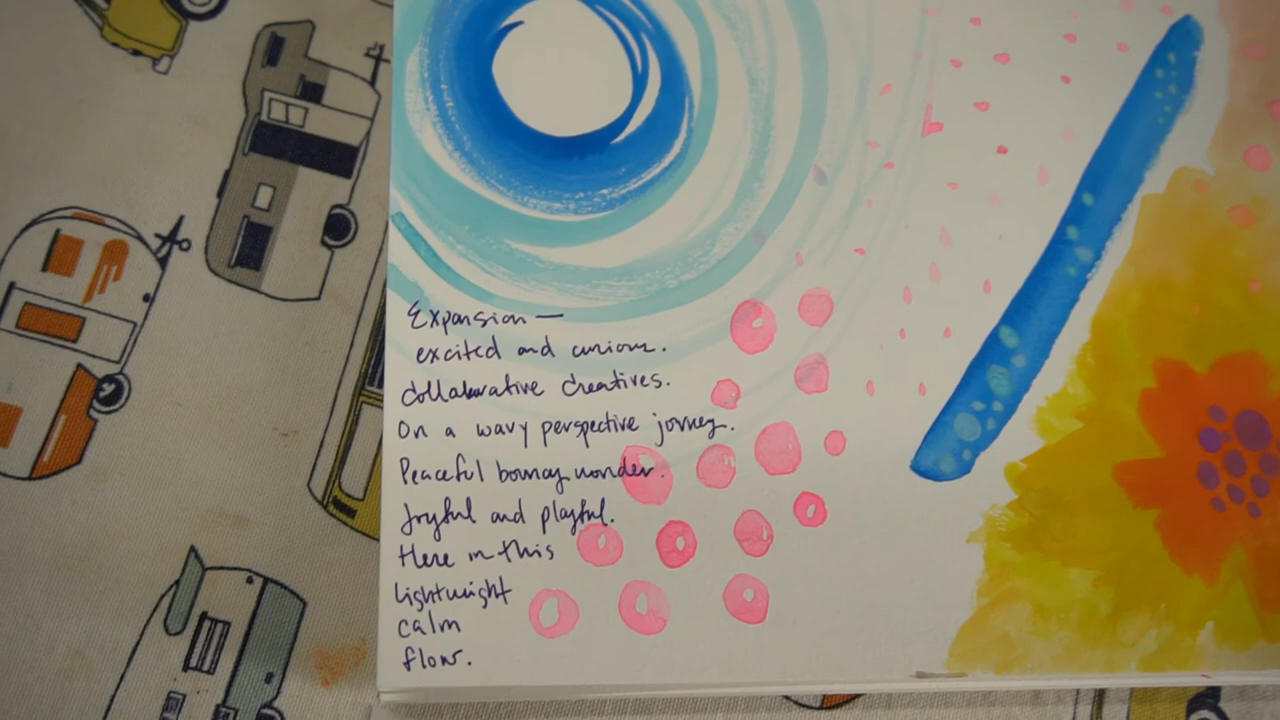 Expansion —
excited and curious.
Collaborative Creatives.
On a wavy perspective jorney.
Peaceful bouncy wonder.
Joyful and playful.
Here in this
lightweight
calm
flow.